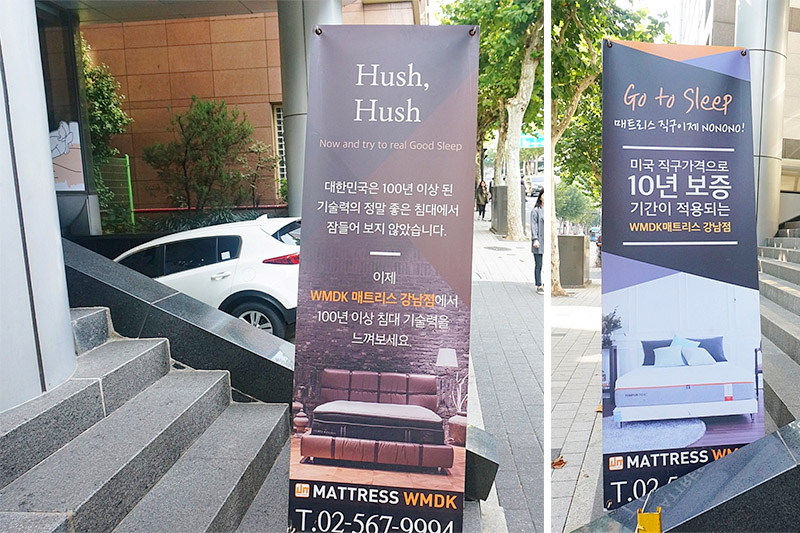 Hush,
Hush
Now and try to real Good Sleep
대한민국은 100년 이상 된
기술력의 정말 좋은 침대에서
잠들어 보지 않았습니다.
이제
WMDK 매트리스 강남점에서
100년 이상 침대 기술력을
느껴보세요.
MATTRESS WMDK
T.02-567-9994
Go to Sleep
매트리스 직구이제 NONONO!
미국 직구가격으로
10년 보증
기간이 적용되는
WMDK매트리스 강남점
MATTRESS WM
T.02-5